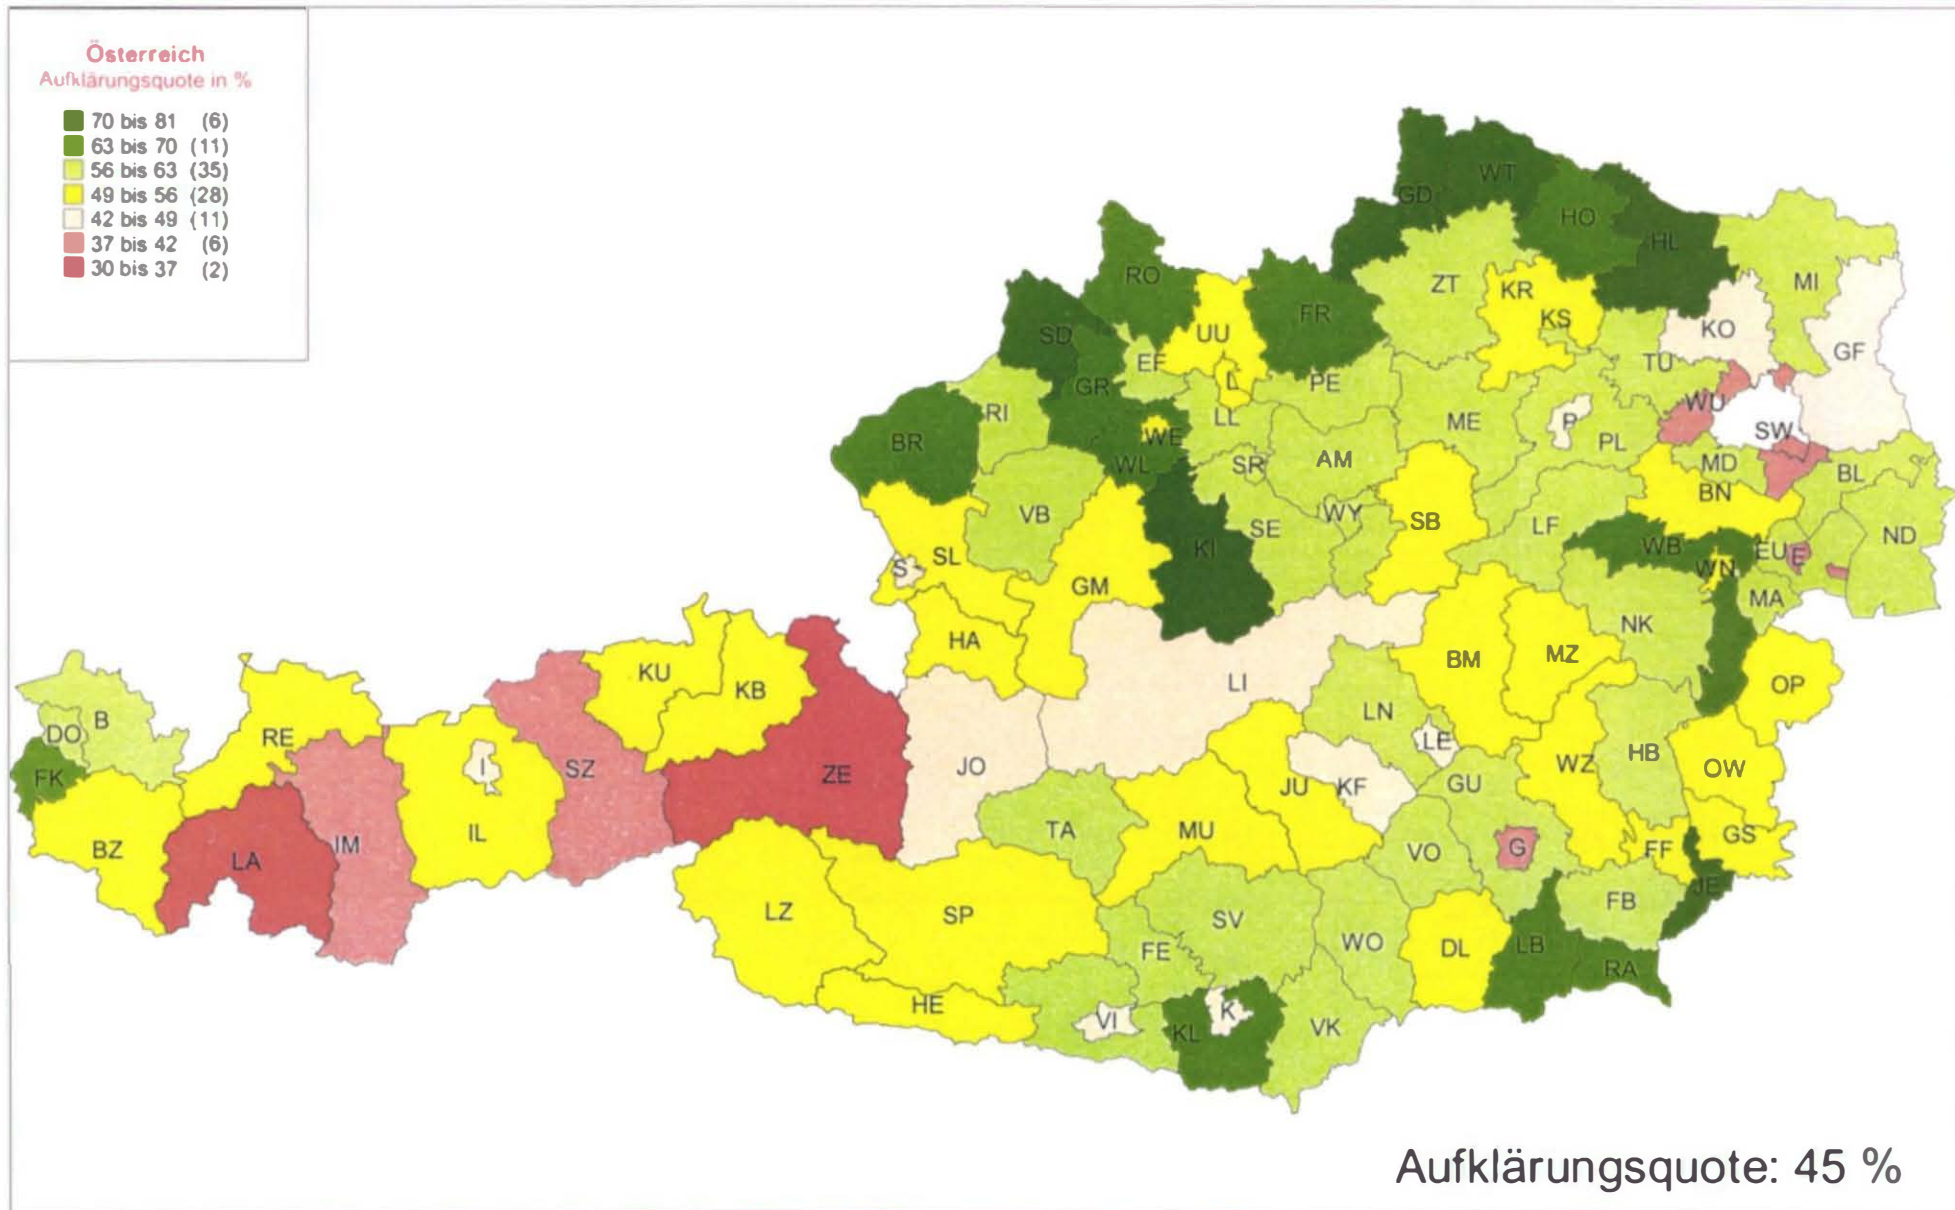 Österreich
Aufklärungsquote in %
70 bis 81 (6)
63 bis 70 (11)
56 bis 63 (35)
49 bis 56 (28)
42 bis 49 (11)
37 bis 42 (6)
30 bis 37 (2)
WT
GD
HO
HL
RO
ZT
KR
MI
FR
KS
SD
UU
KO
TU
GF
EF
GR
L
PE
RI
LL
ME
P
WU
BR
WE
PL
SW
WL
SR
AM
MD
BL
BN
VB
WY
SB
LF
SE
ND
KI
WB
EU
E
SL
S
WN
GM
MA
NK
HA
BM
MZ
KU
KB
LI
OP
LN
B
DO
RE
LE
HB
FK
I
SZ
ZE
JO
JU
KF
GU
WZ
OW
BZ
LA
IM
IL
TA
MU
VO
G
FF
GS
JE
LZ
SP
SV
FB
FE
WO
DL
LB
RA
HE
VI
K
KL
VK
Aufklärungsquote: 45 %